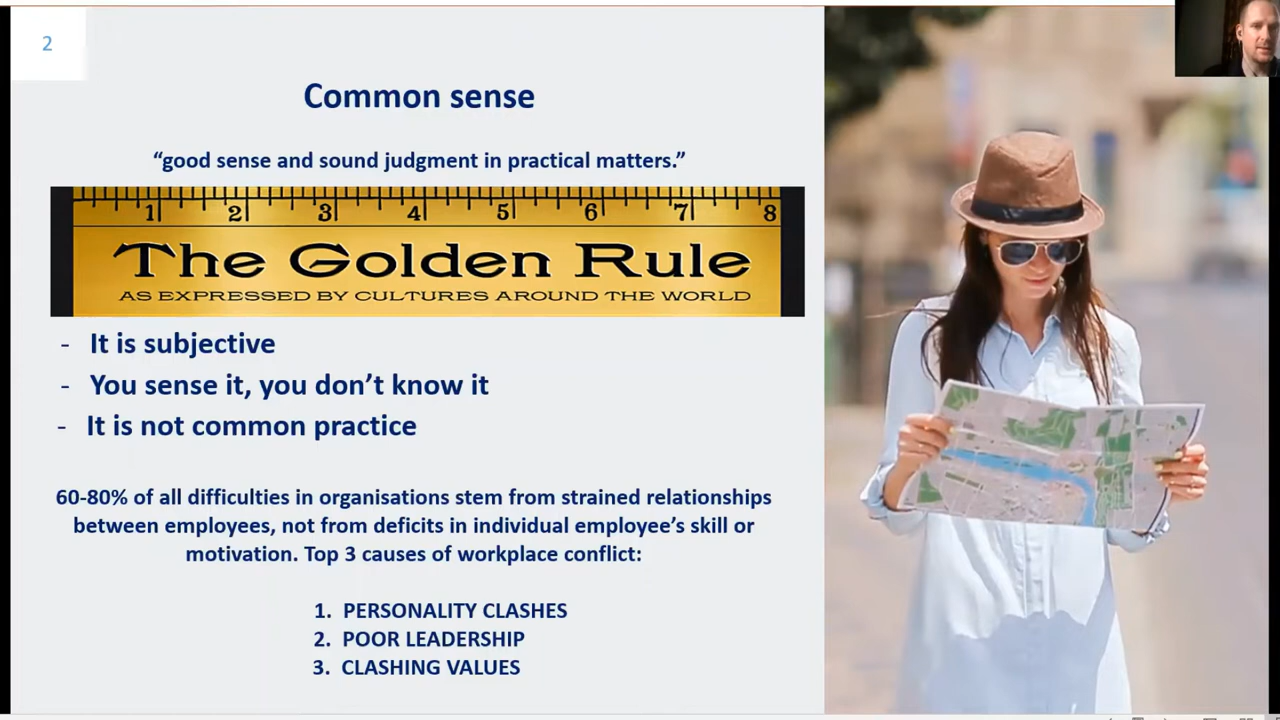 2
Common sense
“good sense and sound judgment in practical matters.”
1 2 3 4 5 6 7 8
The Golden Rule
AS EXPRESSED BY CULTURES AROUND THE WORLD
- It is subjective
- You sense it, you don’t know it
- It is not common practice
60-80% of all difficulties in organisations stem from strained relationships
between employees, not from deficits in individual employee’s skill or
motivation. Top 3 causes of workplace conflict:
1. PERSONALITY CLASHES
2. POOR LEADERSHIP
3. CLASHING VALUES